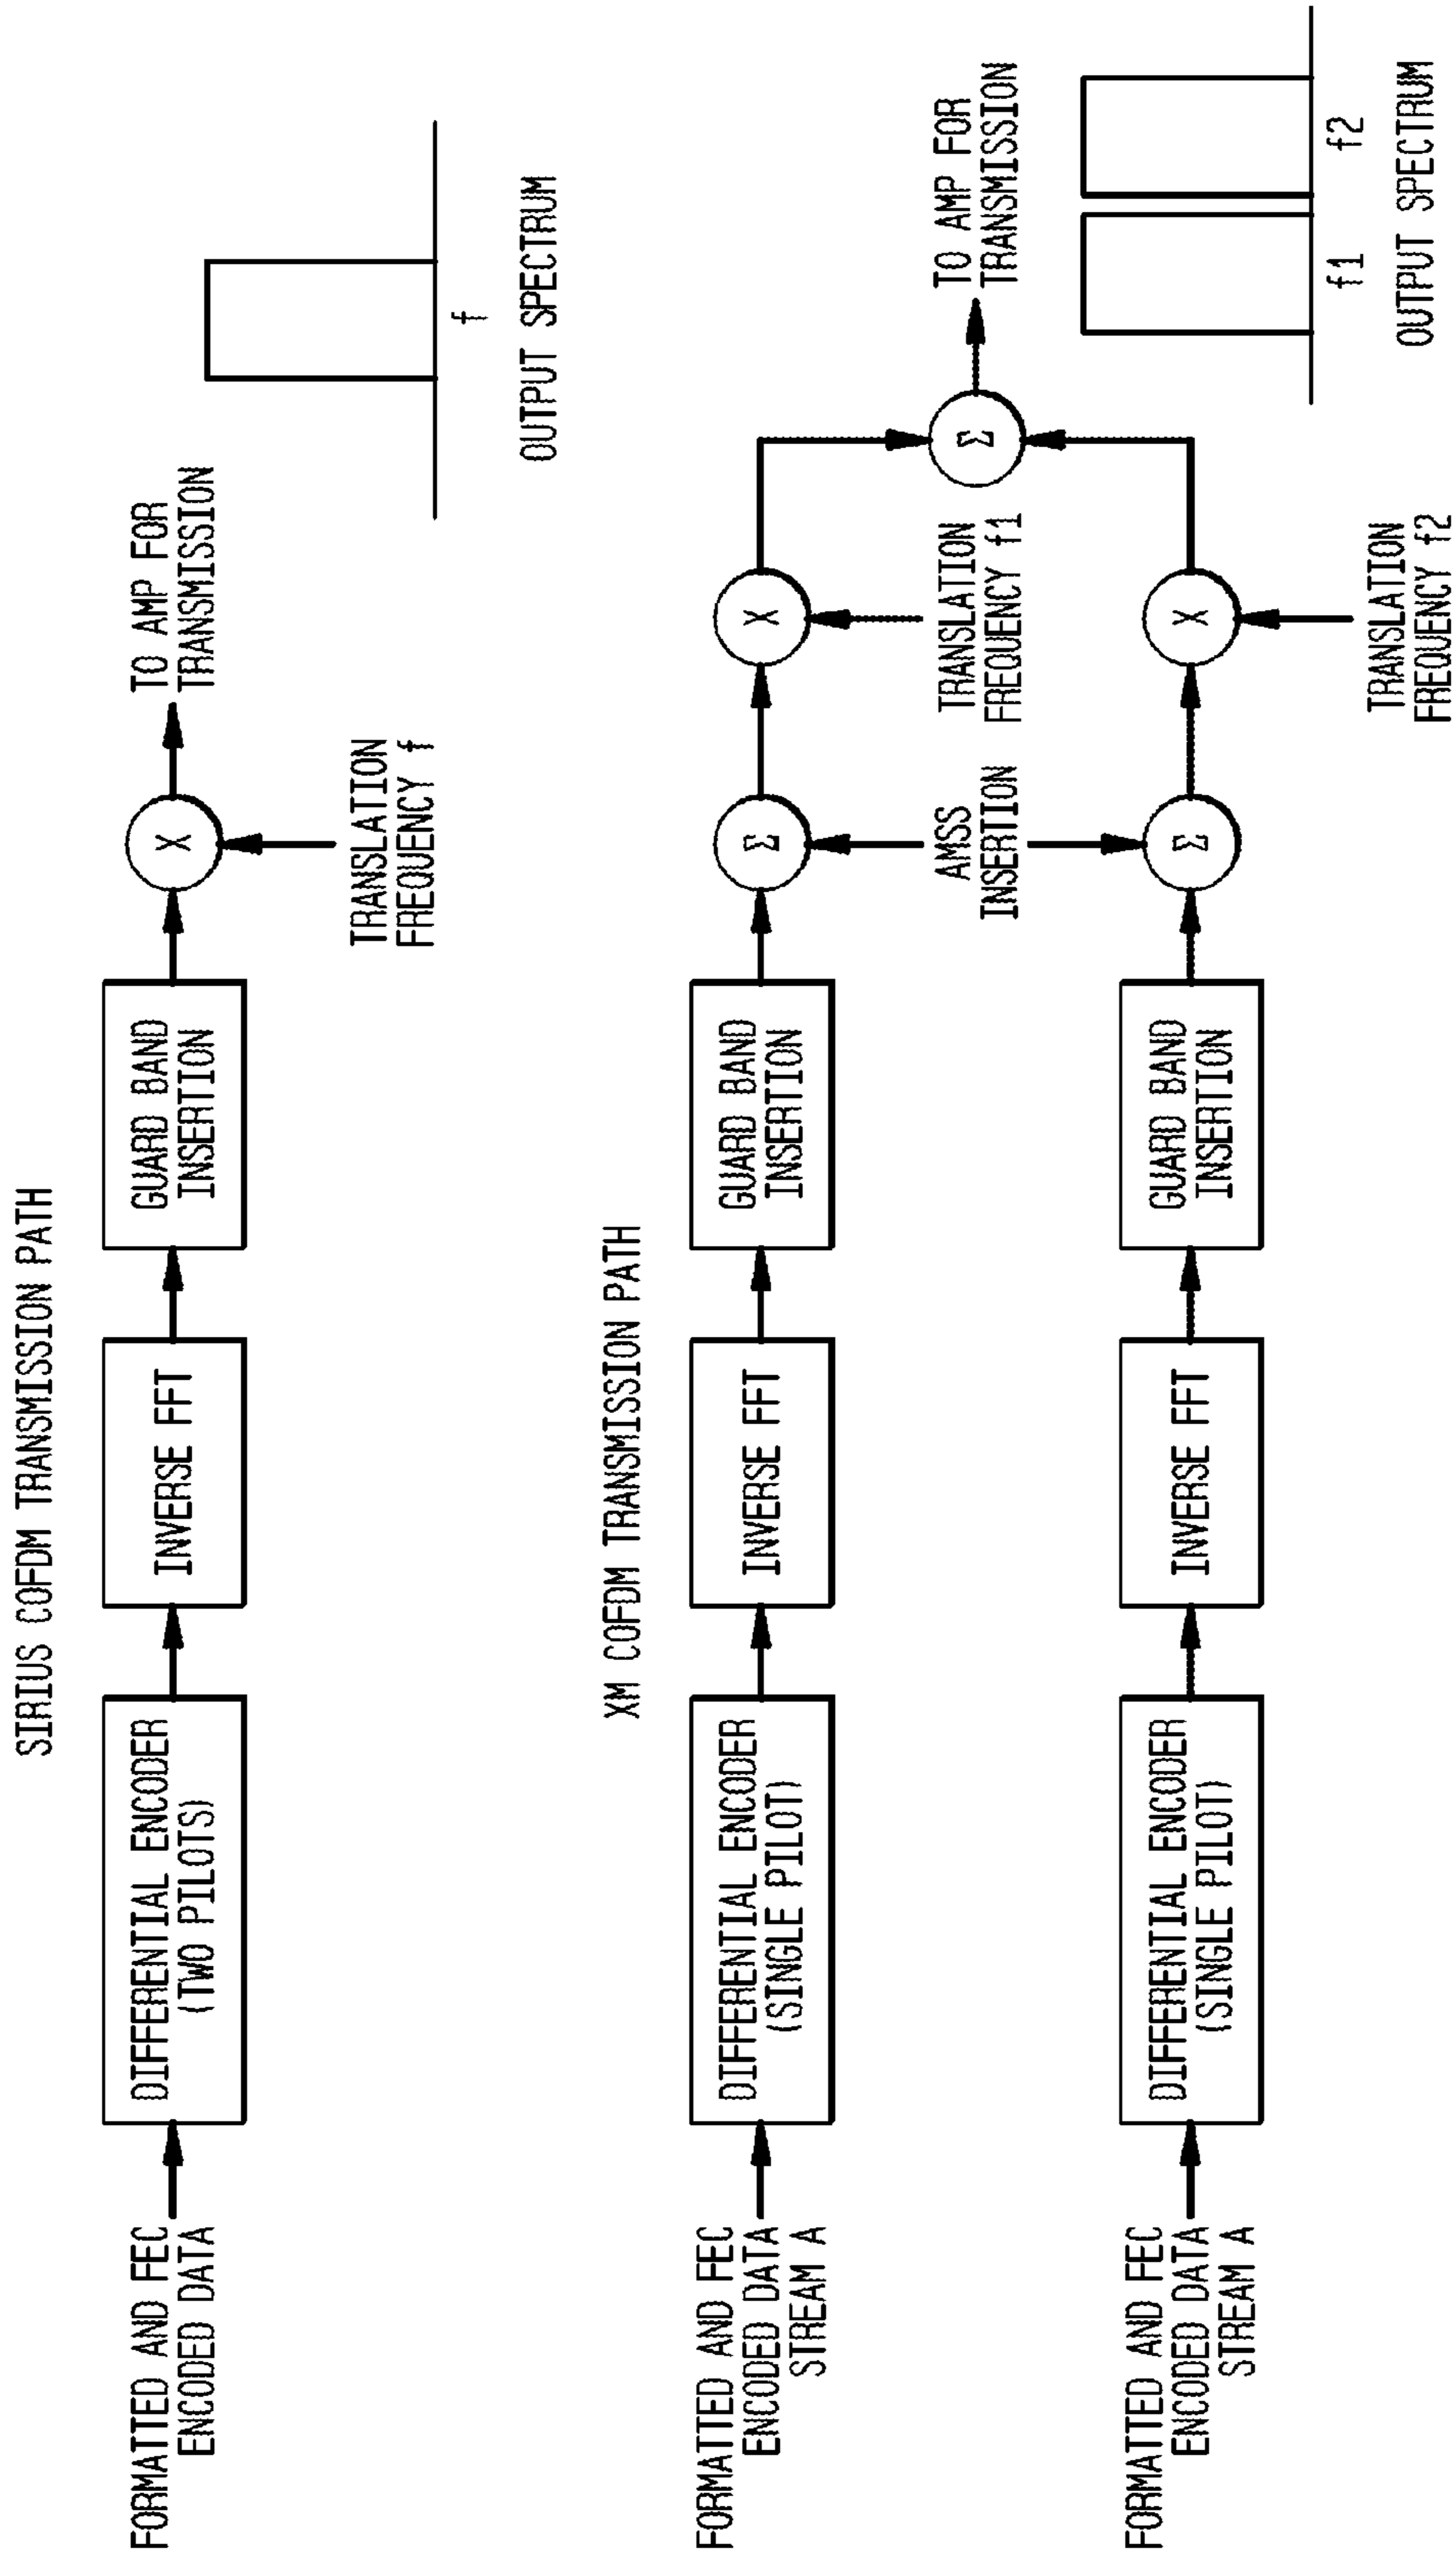 SIRIUS COFDM TRANSMISSION PATH
FORMATTED AND FEC
ENCODED DATA
DIFFERENTIAL ENCODER
(TWO PILOTS)
INVERSE FFT
GUARD BAND
INSERTION
X
TRANSLATION
FREQUENCY f
TO AMP FOR
TRANSMISSION
f
OUTPUT SPECTRUM
XM COFDM TRANSMISSION PATH
FORMATTED AND FEC
ENCODED DATA
STREAM A
DIFFERENTIAL ENCODER
(SINGLE PILOT)
INVERSE FFT
GUARD BAND
INSERTION
Σ
X
AMSS
INSERTION
TRANSLATION
FREQUENCY f1
Σ
TO AMP FOR
TRANSMISSION
FORMATTED AND FEC
ENCODED DATA
STREAM A
DIFFERENTIAL ENCODER
(SINGLE PILOT)
INVERSE FFT
GUARD BAND
INSERTION
Σ
X
TRANSLATION
FREQUENCY f2
f1
f2
OUTPUT SPECTRUM